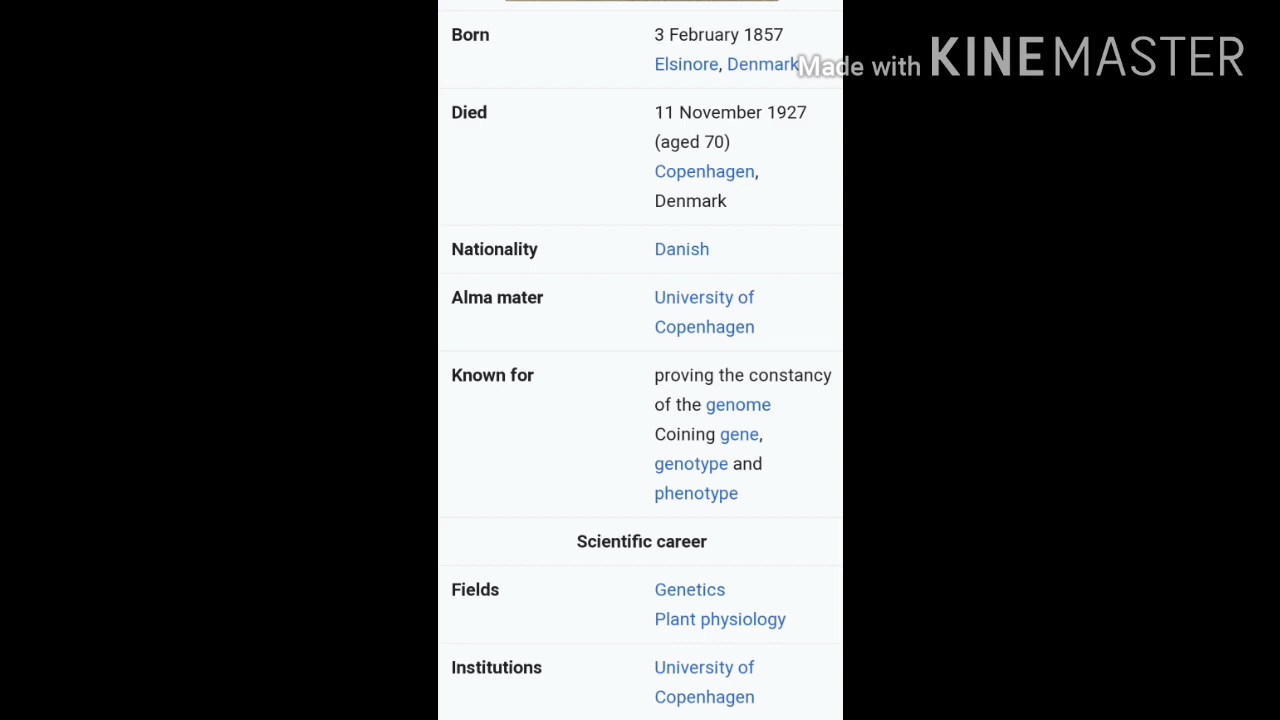 Born
3 February 1857
Elsinore, Denmark
Made with KINEMASTER
Died
11 November 1927
(aged 70)
Copenhagen,
Denmark
Nationality
Danish
Alma mater
University of
Copenhagen
Known for
proving the constancy
of the genome
Coining gene,
genotype and
phenotype
Scientific career
Fields
Genetics
Plant physiology
Institutions
University of
Copenhagen